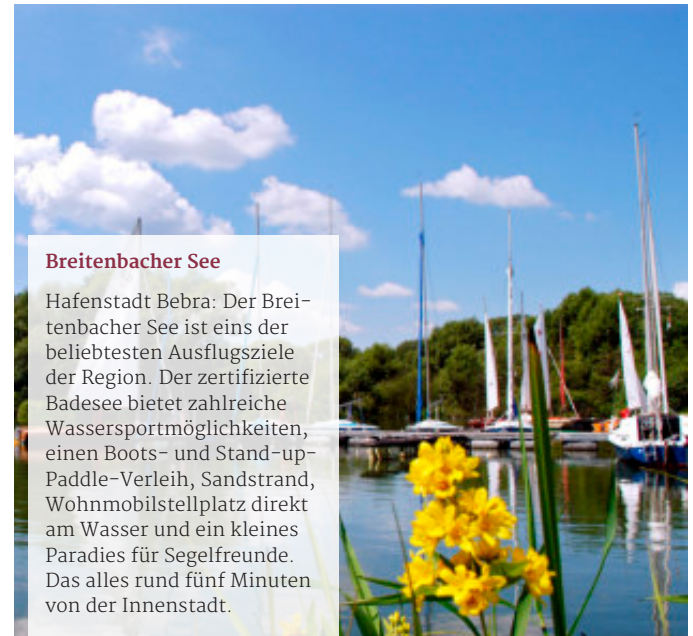 Breitenbacher See
Hafenstadt Bebra: Der Brei-
tenbacher See ist eins der
beliebtesten Ausflugsziele
der Region. Der zertifizierte
Badesee bietet zahlreiche
Wassersportmöglichkeiten,
einen Boots- und Stand-up-
Paddle-Verleih, Sandstrand,
Wohnmobilstellplatz direkt
am Wasser und ein kleines
Paradies für Segelfreunde.
Das alles rund fünf Minuten
von der Innenstadt.